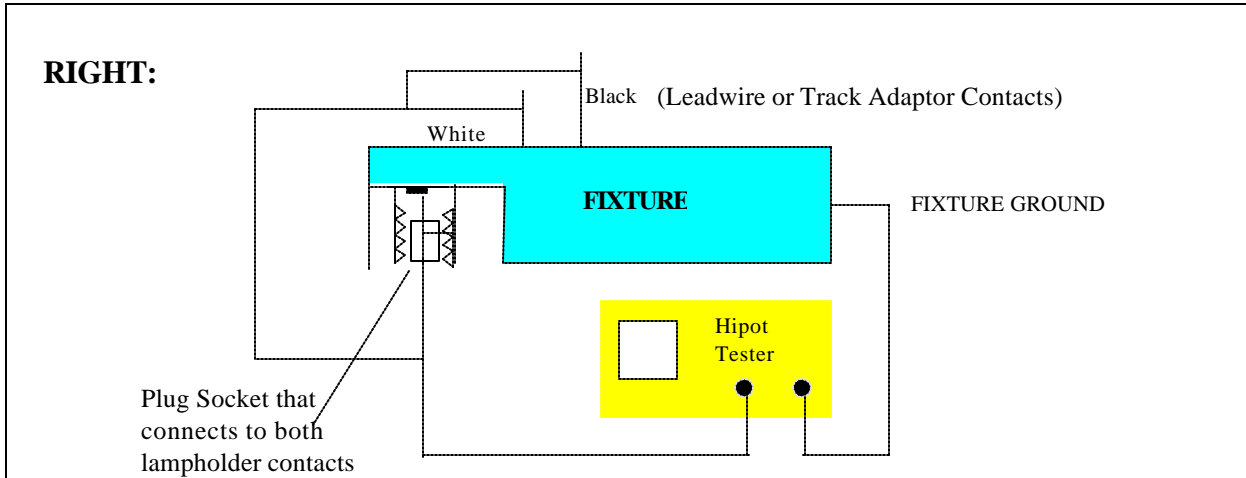 RIGHT:
Black (Leadwire or Track Adaptor Contacts)
White
FIXTURE
FIXTURE GROUND
Hipot
Tester
Plug Socket that
connects to both
lampholder contacts